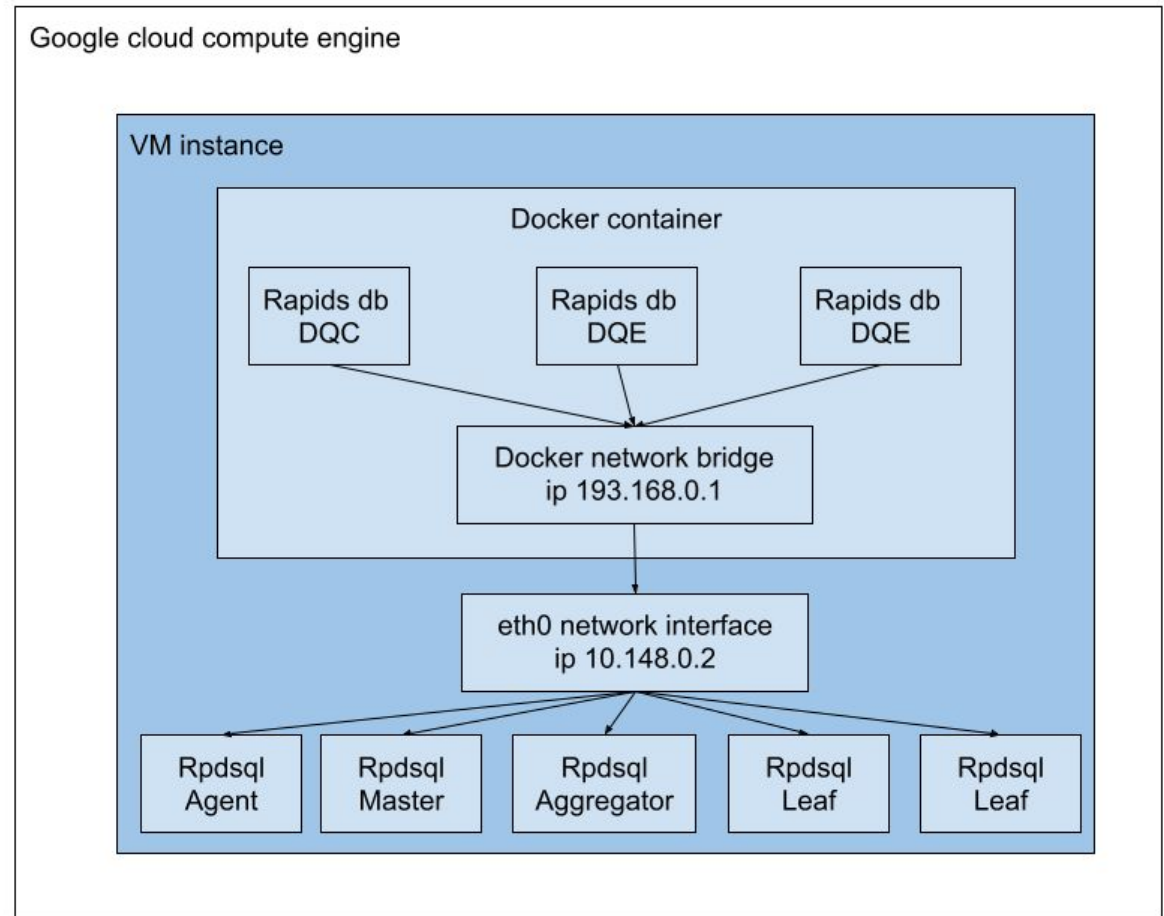 Google cloud compute engine
VM instance
Docker container
Rapids db
DQC
Rapids db
DQE
Rapids db
DQE
Docker network bridge
ip 193.168.0.1
eth0 network interface
ip 10.148.0.2
Rpdsql
Agent
Rpdsql
Master
Rpdsql
Aggregator
Rpdsql
Leaf
Rpdsql
Leaf